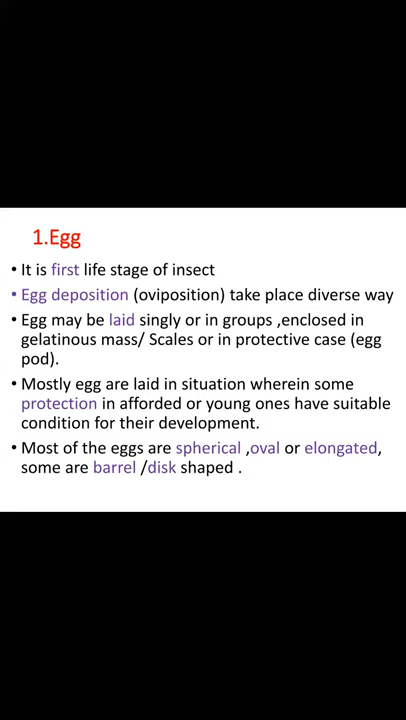 1.Egg
• It is first life stage of insect
• Egg deposition (oviposition) take place diverse way
• Egg may be laid singly or in groups ,enclosed in
gelatinous mass/ Scales or in protective case (egg
pod).
• Mostly egg are laid in situation wherein some
protection in afforded or young ones have suitable
condition for their development.
• Most of the eggs are spherical ,oval or elongated,
some are barrel /disk shaped .